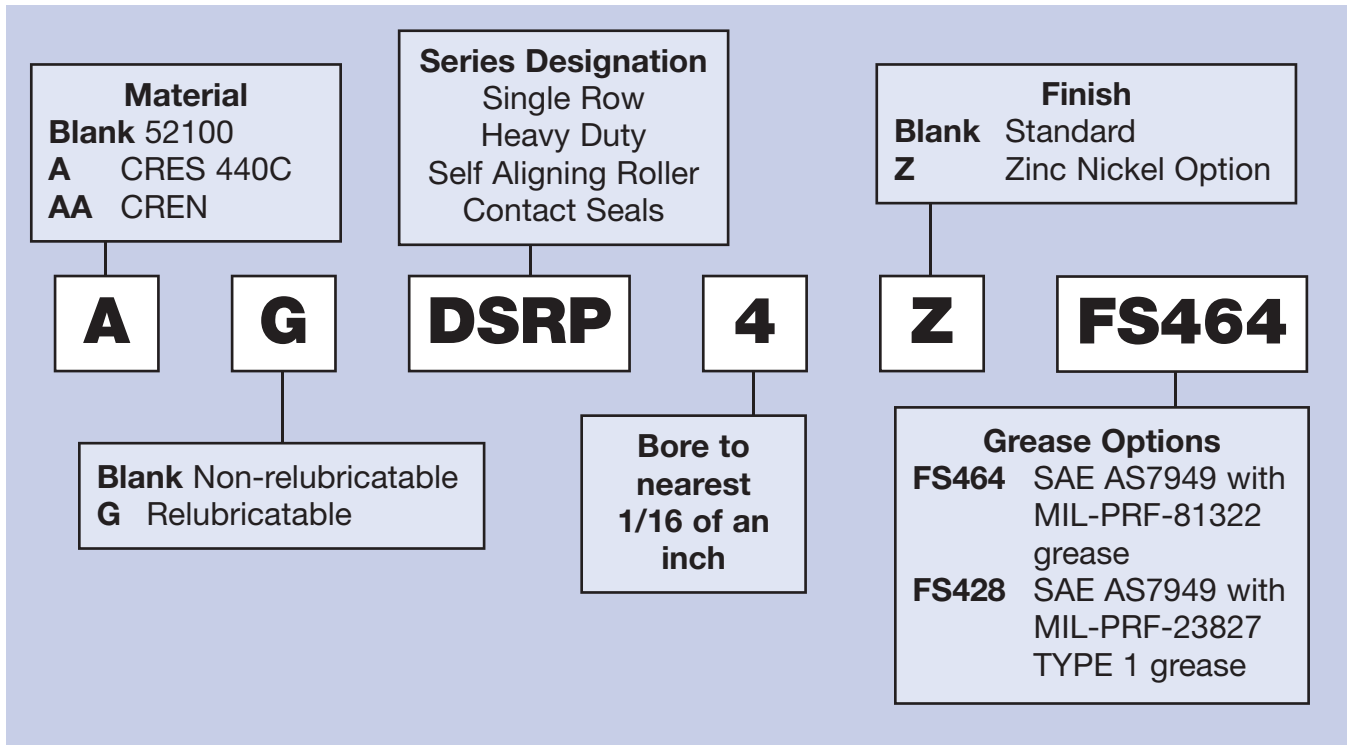 Material
Blank 52100
A CRES 440C
AA CREN
Series Designation
Single Row
Heavy Duty
Self Aligning Roller
Contact Seals
Finish
Blank Standard
Z Zinc Nickel Option
A G DSRP 4 Z FS464
Blank Non-relubricatable
G Relubricatable
Bore to
nearest
1/16 of an
inch
Grease Options
FS464 SAE AS7949 with
MIL-PRF-81322
grease
FS428 SAE AS7949 with
MIL-PRF-23827
TYPE 1 grease